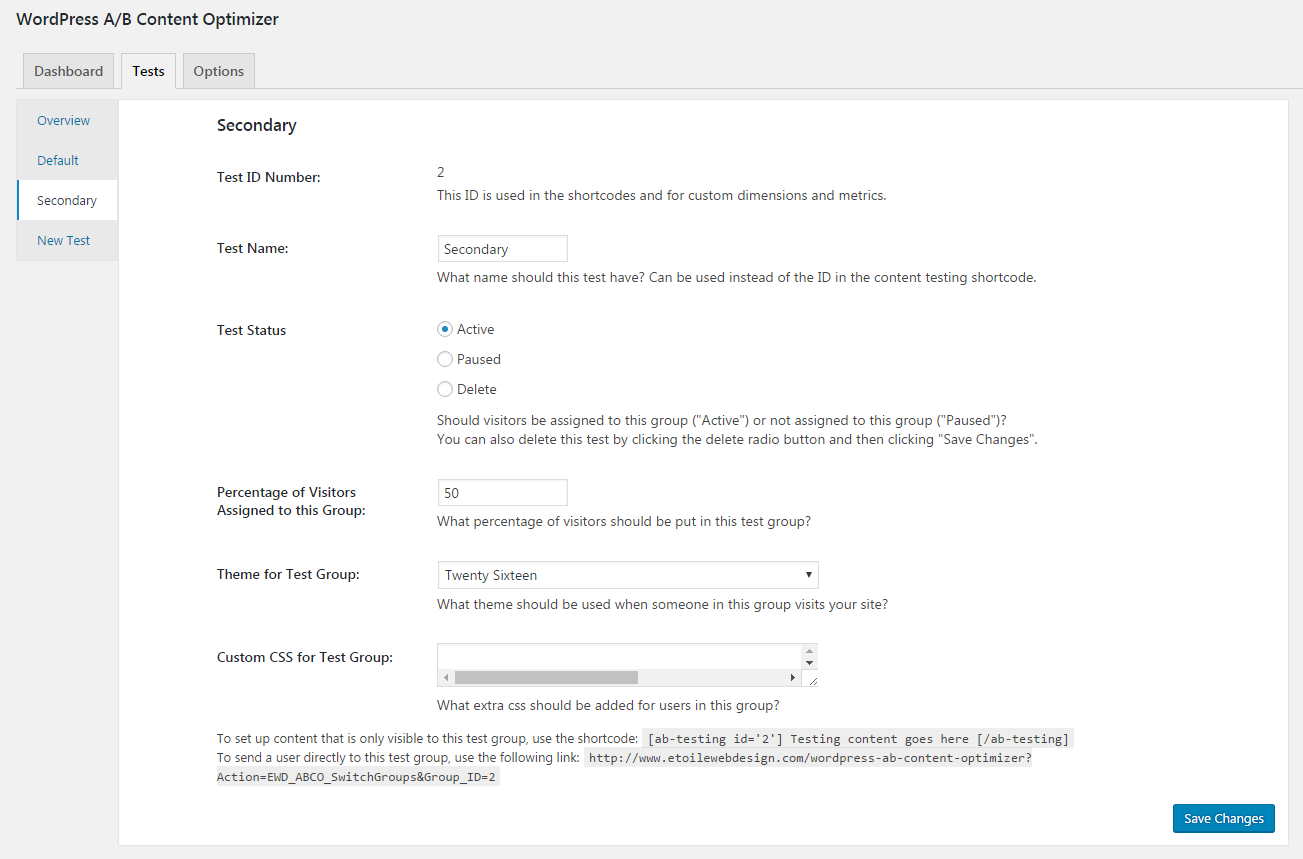 WordPress A/B Content Optimizer
Dashboard
Tests
Options
Overview
Default
Secondary
New Test
Secondary
Test ID Number:
2
This ID is used in the shortcodes and for custom dimensions and metrics.
Test Name:
Secondary
What name should this test have? Can be used instead of the ID in the content testing shortcode.
Test Status
Active
Paused
Delete
Should visitors be assigned to this group ("Active") or not assigned to this group ("Paused")?
You can also delete this test by clicking the delete radio button and then clicking "Save Changes".
Percentage of Visitors
Assigned to this Group:
50
What percentage of visitors should be put in this test group?
Theme for Test Group:
Twenty Sixteen
What theme should be used when someone in this group visits your site?
Custom CSS for Test Group:
What extra css should be added for users in this group?
To set up content that is only visible to this test group, use the shortcode: [ab-testing id='2'] Testing content goes here [/ab-testing]
To send a user directly to this test group, use the following link: http://www.etoilewebdesign.com/wordpress-ab-content-optimizer?
Action=EWD_ABCO_SwitchGroups&Group_ID=2
Save Changes